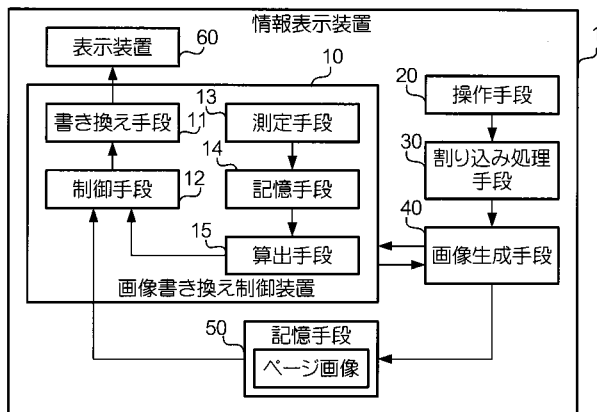 情報表示装置
1
表示装置
60
10
書き換え手段
11
13
測定手段
20
操作手段
制御手段
12
14
記憶手段
30
割り込み処理
手段
15
算出手段
40
画像生成手段
画像書き換え制御装置
50
記憶手段
ページ画像